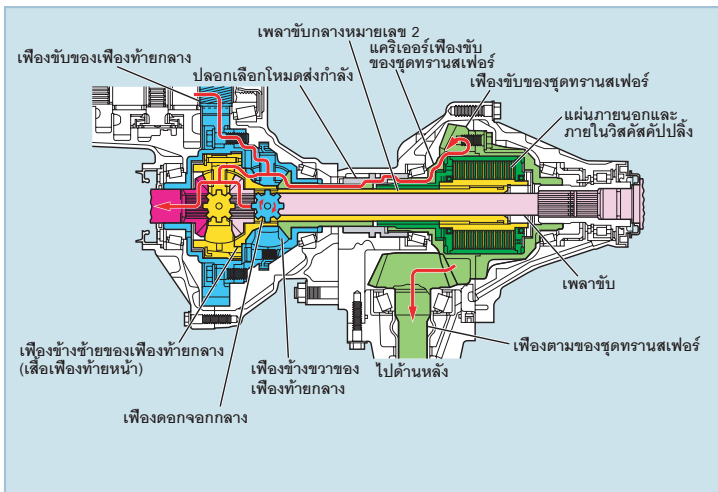 เพลาขับกลางหมายเลข 2
แคริเออร์เฟืองขับ
ของชุดทรานสเฟอร์
เฟืองขับของเฟืองท้ายกลาง
ปลอกเลือกโหมดส่งกำลัง
เฟืองขับของชุดทรานสเฟอร์
แผ่นภายนอกและ
ภายในวิสคัสคัปปลิ้ง
เพลาขับ
เฟืองข้างซ้ายของเฟืองท้ายกลาง
(เสื้อเฟืองท้ายหน้า)
เฟืองข้างขวาของ
เฟืองท้ายกลาง
ไปด้านหลัง
เฟืองตามของชุดทรานสเฟอร์
เฟืองดอกจอกกลาง